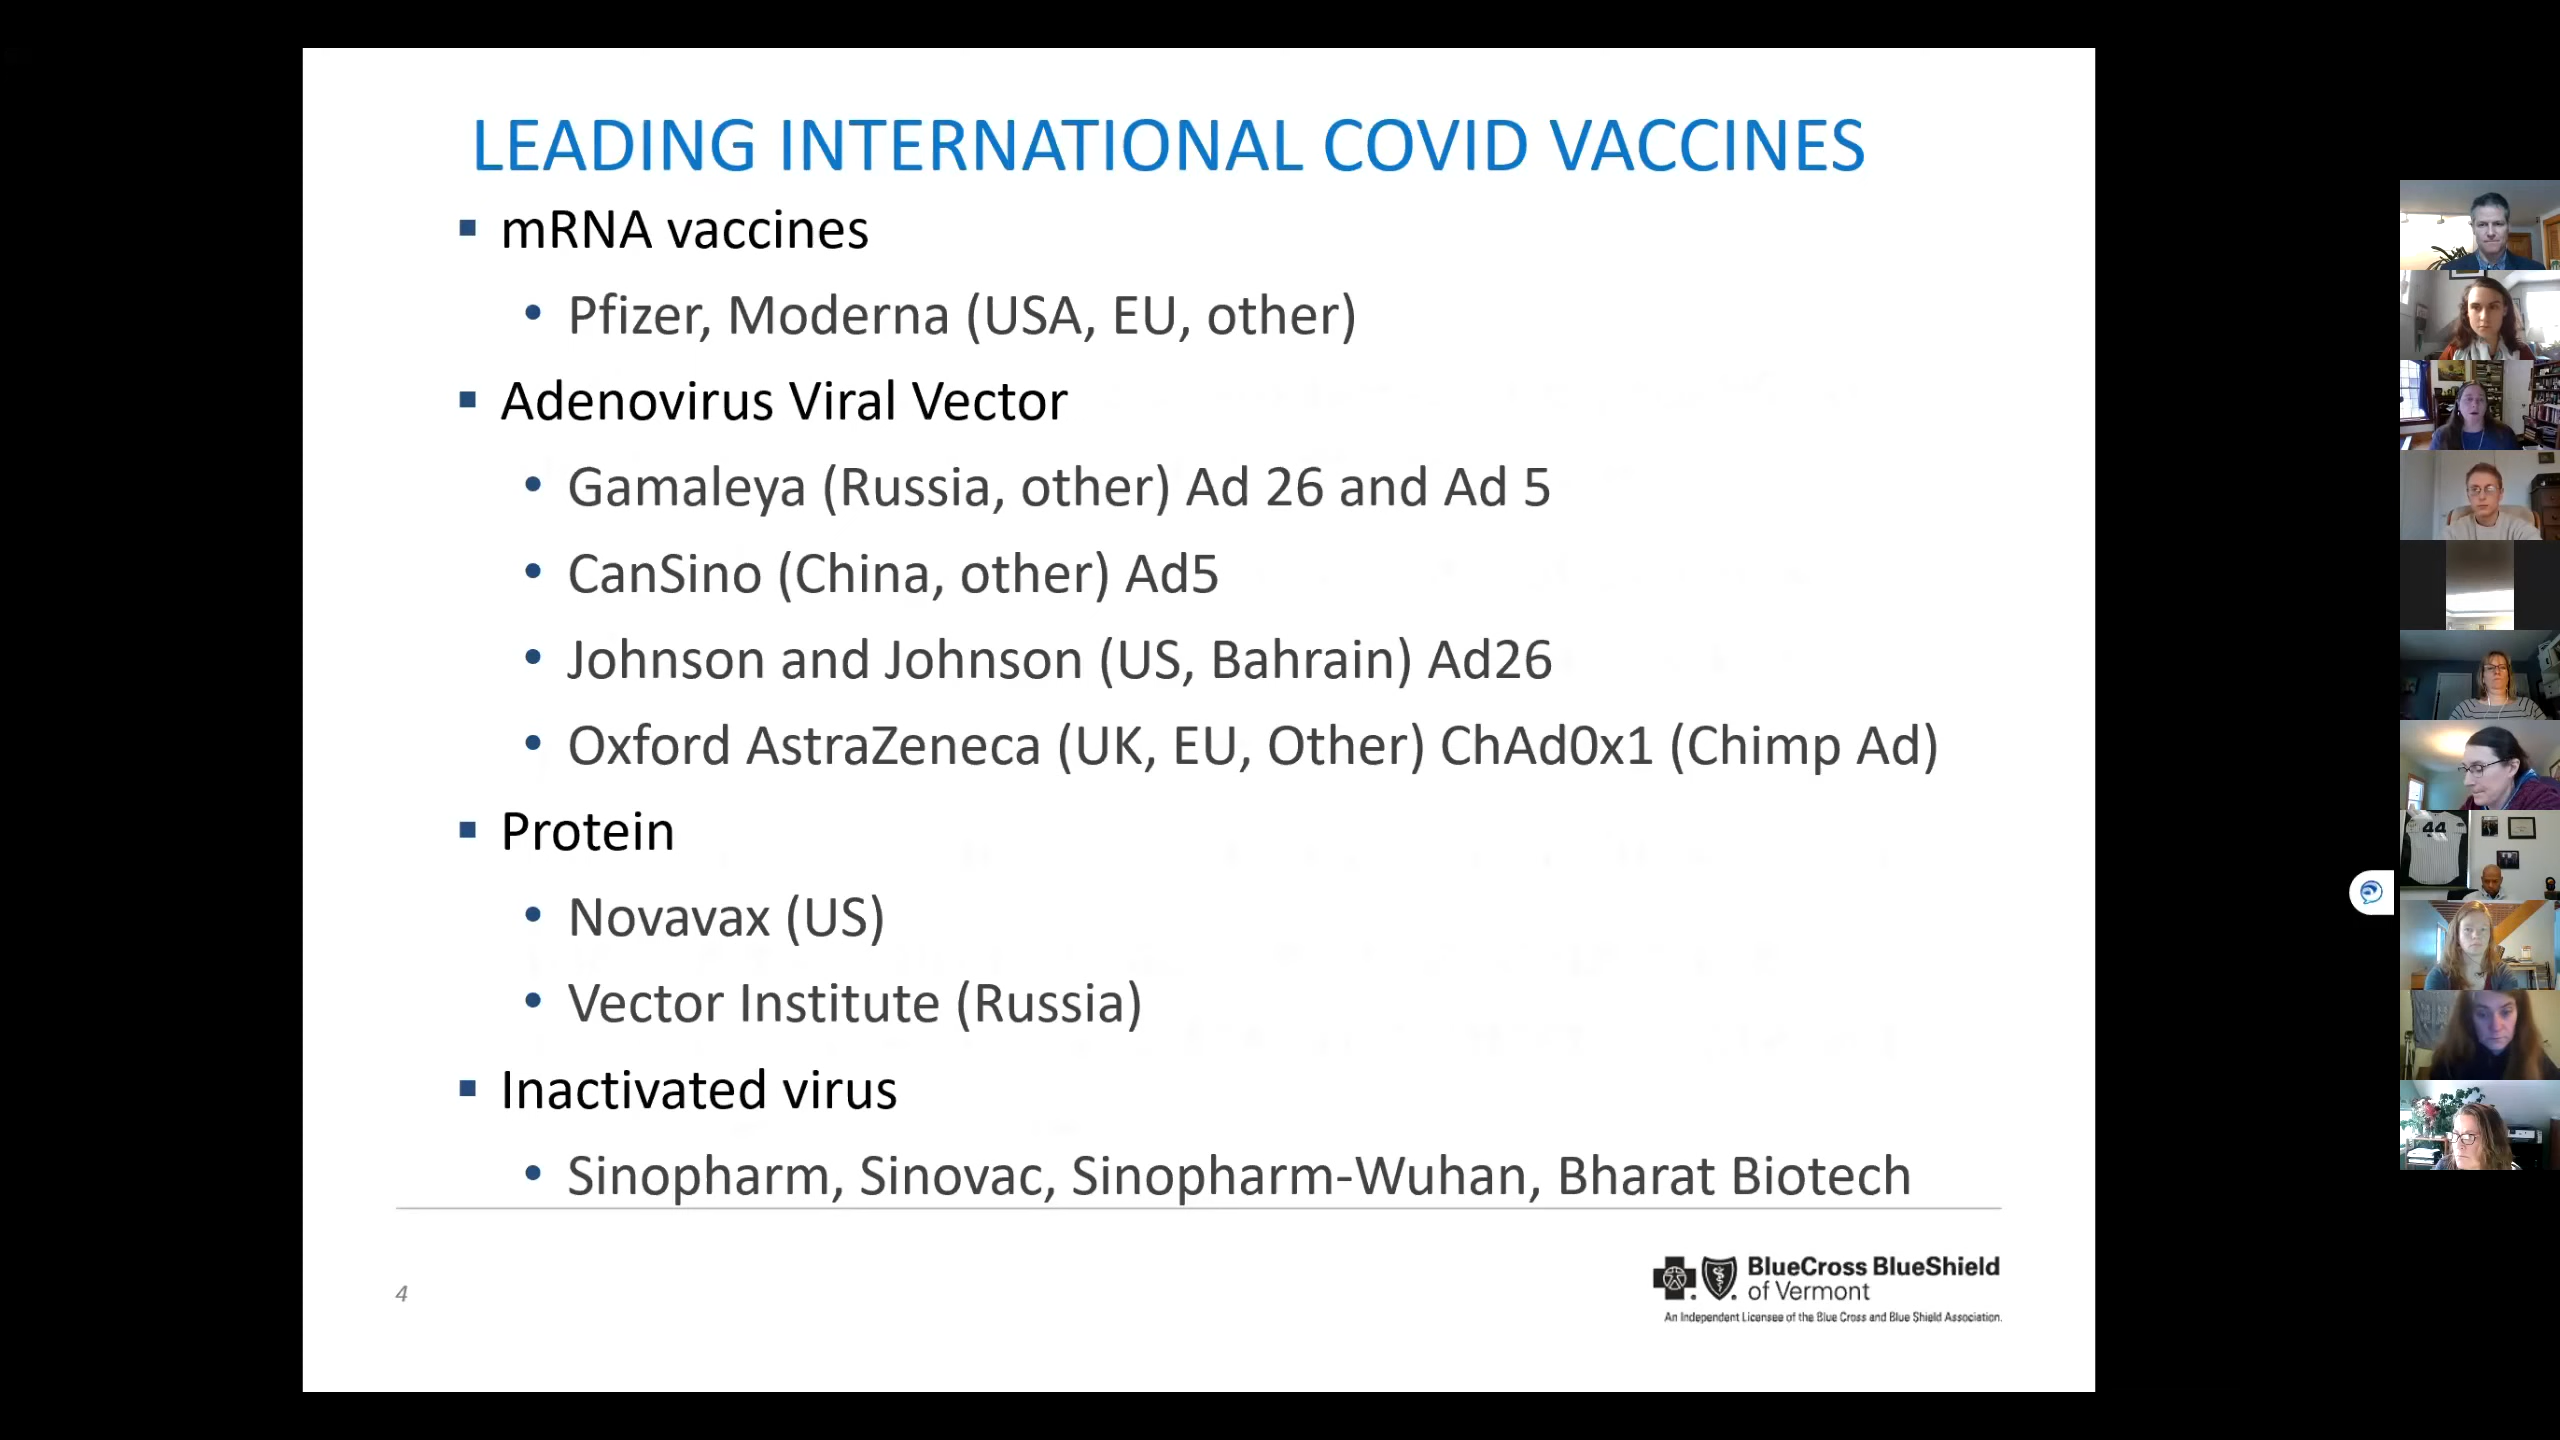 LEADING INTERNATIONAL COVID VACCINES
▪ mRNA vaccines
• Pfizer, Moderna (USA, EU, other)
▪ Adenovirus Viral Vector
• Gamaleya (Russia, other) Ad 26 and Ad 5
• CanSino (China, other) Ad5
• Johnson and Johnson (US, Bahrain) Ad26
• Oxford AstraZeneca (UK, EU, Other) ChAd0x1 (Chimp Ad)
▪ Protein
• Novavax (US)
• Vector Institute (Russia)
▪ Inactivated virus
• Sinopharm, Sinovac, Sinopharm-Wuhan, Bharat Biotech
4
BlueCross BlueShield
of Vermont
An Independent Licensee of the Blue Cross and Blue Shield Association.
44